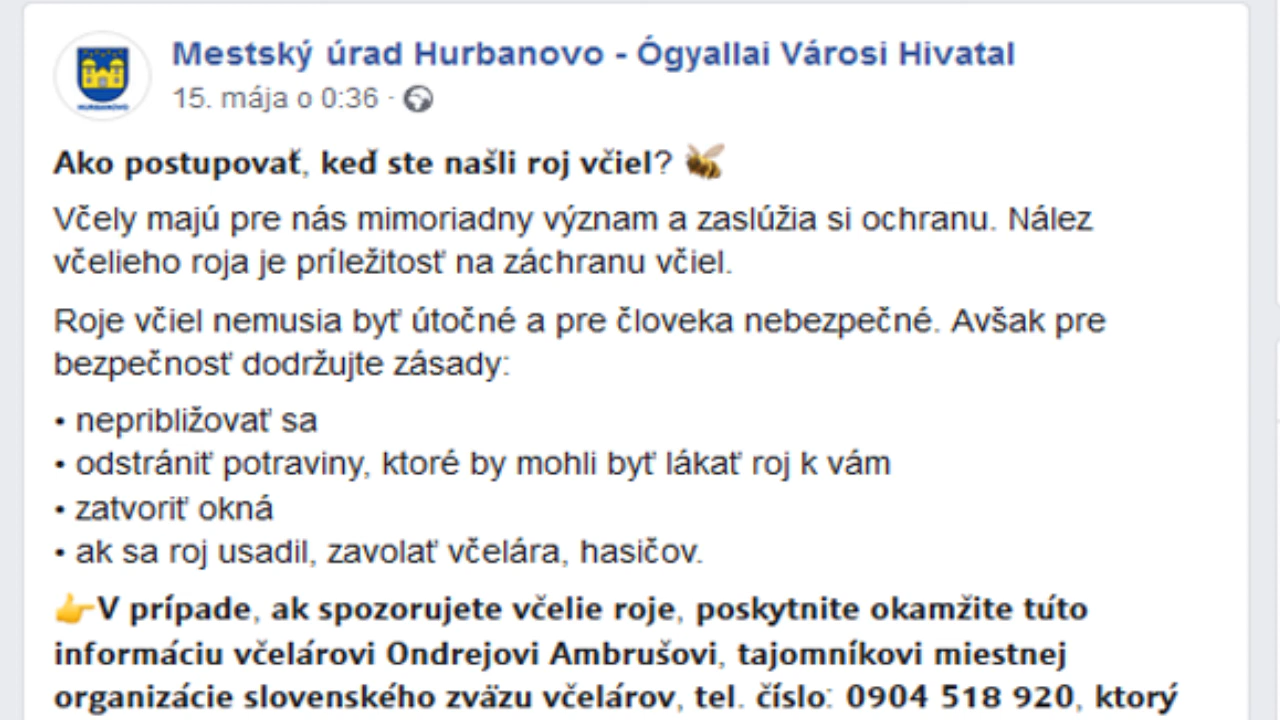 Mestský úrad Hurbanovo - Ógyallai Városi Hivatal
15. mája o 0:36 ·
HURBANOVO
Ako postupovať, keď ste našli roj včiel? 🐝
Včely majú pre nás mimoriadny význam a zaslúžia si ochranu. Nález
včelieho roja je príležitosť na záchranu včiel.
Roje včiel nemusia byť útočné a pre človeka nebezpečné. Avšak pre
bezpečnosť dodržujte zásady:
• nepribližovať sa
• odstrániť potraviny, ktoré by mohli byť lákať roj k vám
• zatvoriť okná
• ak sa roj usadil, zavolať včelára, hasičov.
👉V prípade, ak spozorujete včelie roje, poskytnite okamžite túto
informáciu včelárovi Ondrejovi Ambrušovi, tajomníkovi miestnej
organizácie slovenského zväzu včelárov, tel. číslo: 0904 518 920, ktorý